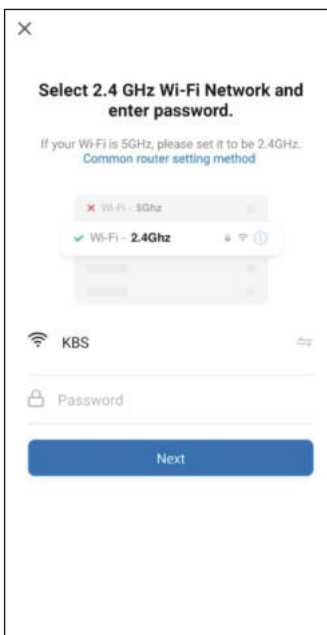 Select 2.4 GHz Wi-Fi Network and
enter password.
If your Wi-Fi is 5GHz, please set it to be 2.4GHz.
Common router setting method
Wi-Fi - 5Ghz
Wi-Fi - 2.4Ghz
KBS
Password
Next